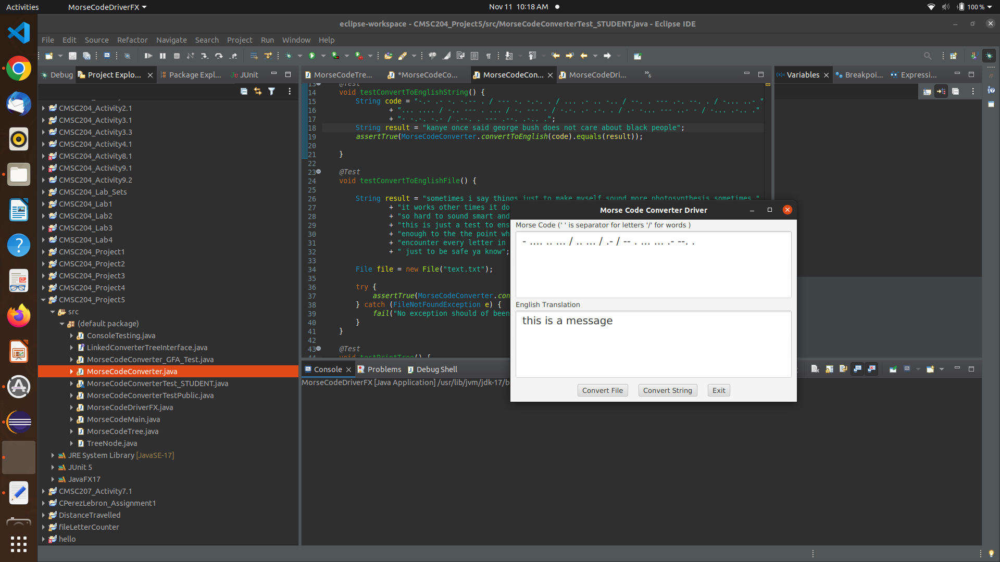 Activities
MorseCodeDriverFX
Nov 11 10:18 AM
100 %
eclipse-workspace - CMSC204_Project5/src/MorseCodeConverterTest_STUDENT.java - Eclipse IDE
File Edit Source Refactor Navigate Search Project Run Window Help
Debug
Project Explo...
Package Expl...
JUnit
MorseCodeTre...
*MorseCodeCo...
MorseCodeCon...
MorseCodeDri...
Variables
Breakpoi...
Expressi...
CMSC204_Activity2.1
CMSC204_Activity3.1
CMSC204_Activity3.3
CMSC204_Activity4.1
CMSC204_Activity8.1
CMSC204_Activity9.1
CMSC204_Activity9.2
CMSC204_Lab_Sets
CMSC204_Lab1
CMSC204_Lab2
CMSC204_Lab3
CMSC204_Lab4
CMSC204_Project1
CMSC204_Project2
CMSC204_Project3
CMSC204_Project4
CMSC204_Project5
src
(default package)
ConsoleTesting.java
LinkedConverterTreeInterface.java
MorseCodeConverter_GFA_Test.java
MorseCodeConverter.java
MorseCodeConverterTest_STUDENT.java
MorseCodeConverterTestPublic.java
MorseCodeDriverFX.java
MorseCodeMain.java
MorseCodeTree.java
TreeNode.java
JRE System Library [JavaSE-17]
JUnit 5
JavaFX17
CMSC207_Activity7.1
CPerezLebron_Assignment1
DistanceTravelled
fileLetterCounter
hello
13 @Test
14 void testConvertToEnglishString() {
15 String code = "-.- .- -. -.-- . / --- -. -.-. . / ... .- .. -.. / --. . --- .-. --. . / -... ..- "
16 + "... .... / -.. --- . ... / -. --- - / -.-. .- .-. . / .- -... --- ..- - / -... .-.. ."
17 + "- -.-. -.- / .--. . --- .--. .-.. .";
18 String result = "kanye once said george bush does not care about black people";
19 assertTrue(MorseCodeConverter.convertToEnglish(code).equals(result));
20
21 }
22
23 @Test
24 void testConvertToEnglishFile() {
25
26 String result = "sometimes i say things just to make myself sound more photosynthesis sometimes "
27 + "it works other times it do
28 + "so hard to sound smart and
29 + "this is just a test to ens
30 + "enough to the the point wh
31 + "encounter every letter in
32 + " just to be safe ya know";
33
34 File file = new File("text.txt");
35
36 try {
37 assertTrue(MorseCodeConverter.con
38 } catch (FileNotFoundException e) {
39 fail("No exception should of been
40 }
41 }
42
43 @Test
44 void testPrintTree() {
Morse Code Converter Driver
Morse Code (' ' is separator for letters '/' for words )
- .... .. ... / .. ... / .- / -- . ... ... .- --. .
English Translation
this is a message
Convert File
Convert String
Exit
Console
Problems
Debug Shell
MorseCodeDriverFX [Java Application] /usr/lib/jvm/jdk-17/b